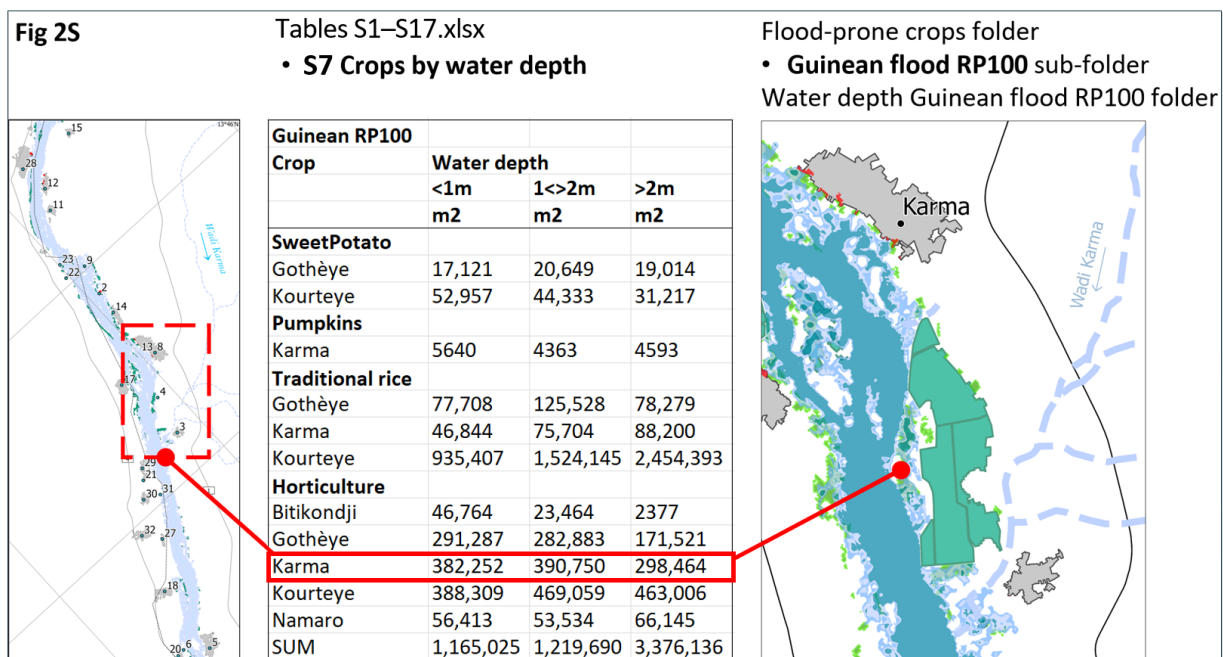 Fig 2S
Tables S1–S17.xlsx
• S7 Crops by water depth
Flood-prone crops folder
• Guinean flood RP100 sub-folder
Water depth Guinean flood RP100 folder
13°46'N
15
28
12
11
Wadi Karma
23
9
22
2
14
13 8
17
4
3
29
21
30
31
32
27
18
20
6
5
Guinean RP100
Crop Water depth
<1m 1<>2m >2m
m2 m2 m2
SweetPotato
Gothèye 17,121 20,649 19,014
Kourteye 52,957 44,333 31,217
Pumpkins
Karma 5640 4363 4593
Traditional rice
Gothèye 77,708 125,528 78,279
Karma 46,844 75,704 88,200
Kourteye 935,407 1,524,145 2,454,393
Horticulture
Bitikondji 46,764 23,464 2377
Gothèye 291,287 282,883 171,521
Karma 382,252 390,750 298,464
Kourteye 388,309 469,059 463,006
Namaro 56,413 53,534 66,145
SUM 1,165,025 1,219,690 3,376,136
Karma
Wadi Karma